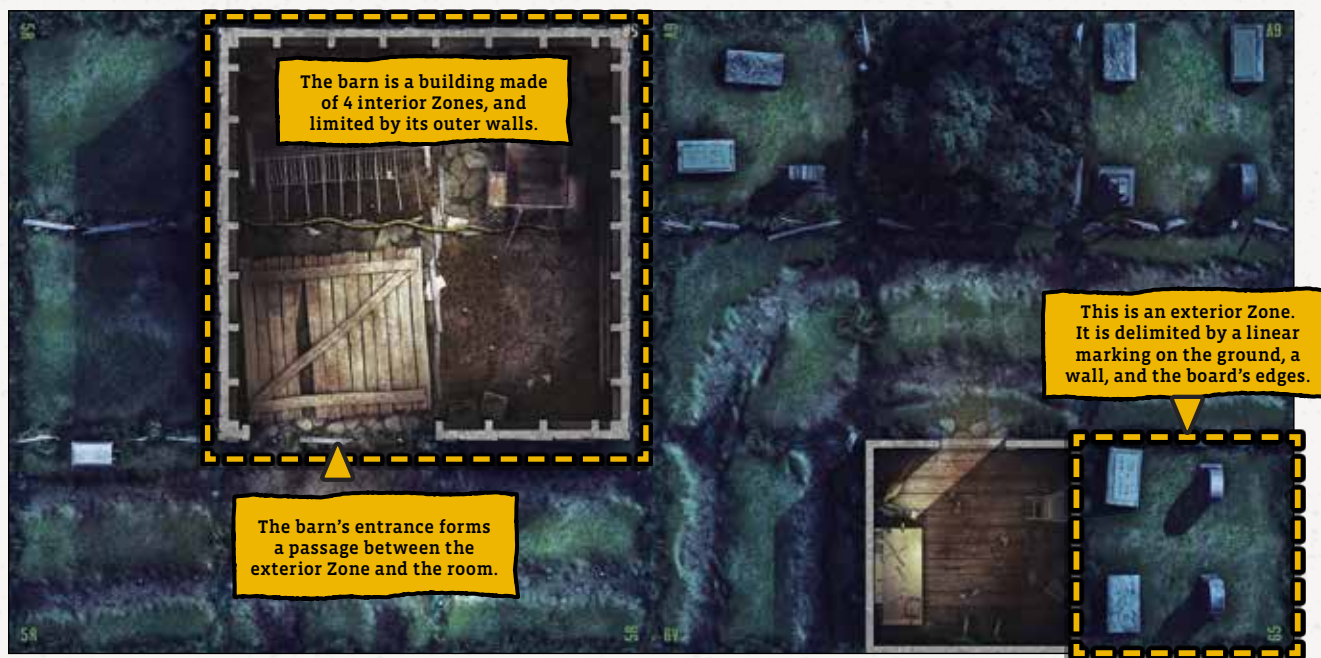 The barn is a building made
of 4 interior Zones, and
limited by its outer walls.
This is an exterior Zone.
It is delimited by a linear
marking on the ground, a
wall, and the board's edges.
The barn's entrance forms
a passage between the
exterior Zone and the room.